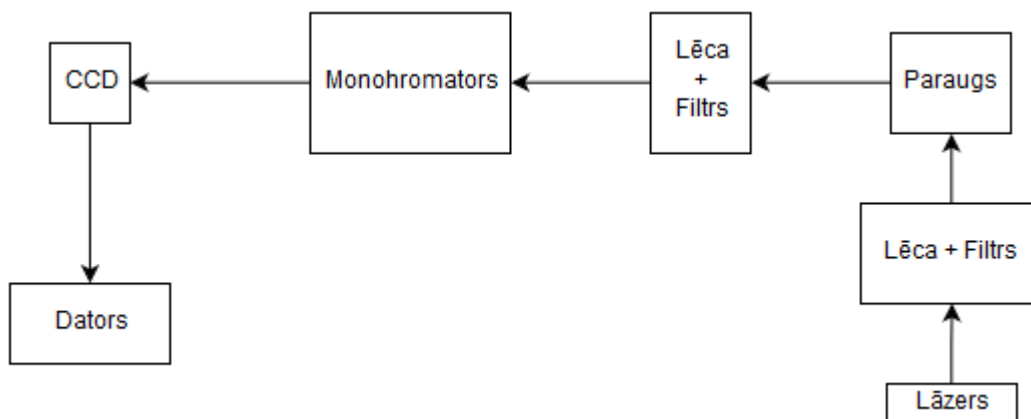 CCD
Monohromators
Lēca
+
Filtrs
Paraugs
Lēca + Filtrs
Dators
Lāzers